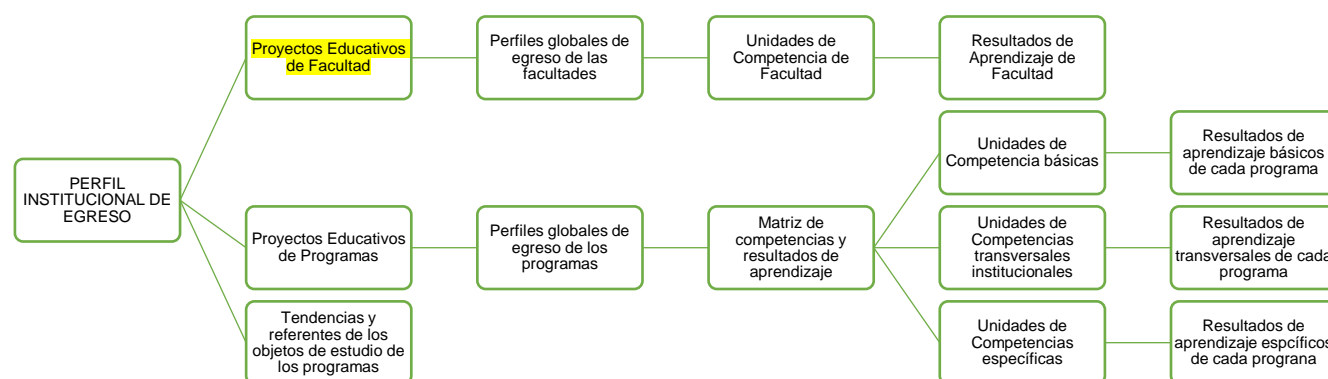 Proyectos Educativos
de Facultad
Perfiles globales de
egreso de las
facultades
Unidades de
Competencia de
Facultad
Resultados de
Aprendizaje de
Facultad
PERFIL
INSTITUCIONAL DE
EGRESO
Proyectos Educativos
de Programas
Perfiles globales de
egreso de los
programas
Matriz de
competencias y
resultados de
aprendizaje
Unidades de
Competencia básicas
Resultados de
aprendizaje básicos
de cada programa
Unidades de
Competencias
transversales
institucionales
Resultados de
aprendizaje
transversales de cada
programa
Unidades de
Competencias
específicas
Resultados de
aprendizaje espcíficos
de cada prograna
Tendencias y
referentes de los
objetos de estudio de
los programas